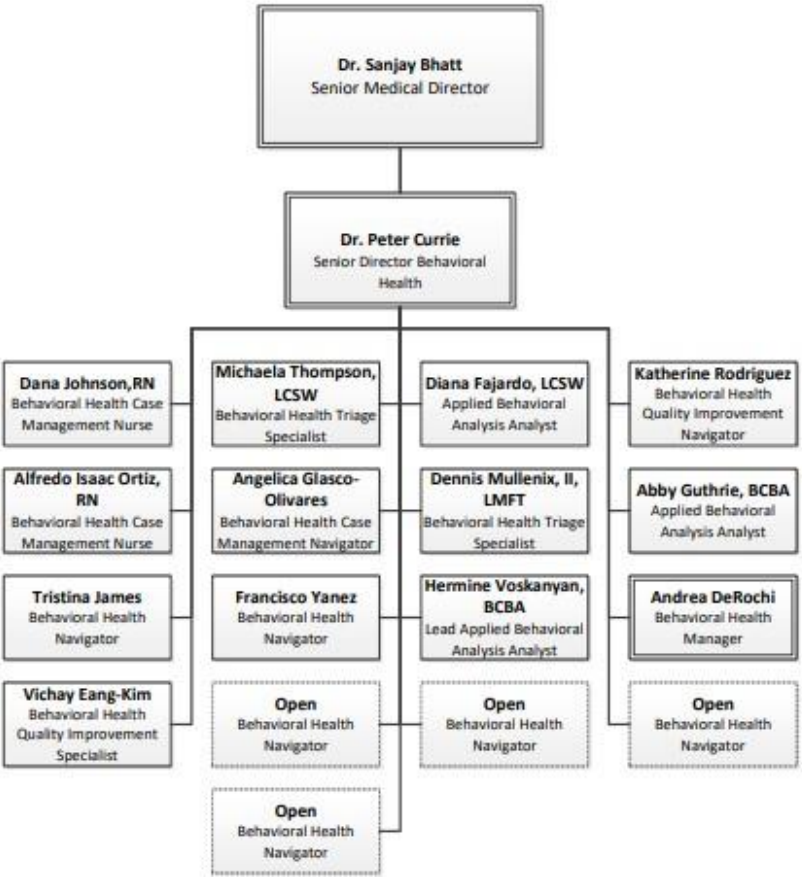 Dr. Sanjay Bhatt
Senior Medical Director
Dr. Peter Currie
Senior Director Behavioral
Health
Dana Johnson,RN
Behavioral Health Case
Management Nurse
Michaela Thompson,
LCSW
Behavioral Health Triage
Specialist
Diana Fajardo, LCSW
Applied Behavioral
Analysis Analyst
Katherine Rodriguez
Behavioral Health
Quality Improvement
Navigator
Alfredo Isaac Ortiz,
RN
Behavioral Health Case
Management Nurse
Angelica Glasco-
Olivares
Behavioral Health Case
Management Navigator
Dennis Mullenix, II,
LMFT
Behavioral Health Triage
Specialist
Abby Guthrie, BCBA
Applied Behavioral
Analysis Analyst
Tristina James
Behavioral Health
Navigator
Francisco Yanez
Behavioral Health
Navigator
Hermine Voskanyan,
BCBA
Lead Applied Behavioral
Analysis Analyst
Andrea DeRochi
Behavioral Health
Manager
Vichay Eang-Kim
Behavioral Health
Quality Improvement
Specialist
Open
Behavioral Health
Navigator
Open
Behavioral Health
Navigator
Open
Behavioral Health
Navigator
Open
Behavioral Health
Navigator